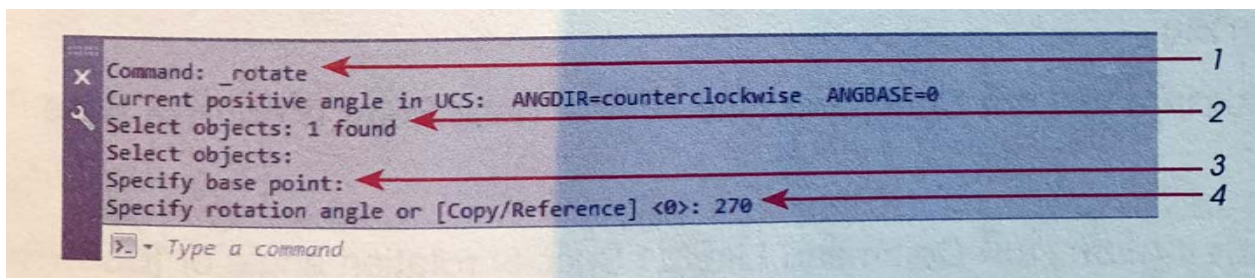 Command: _rotate 1
Current positive angle in UCS: ANGDIR=counterclockwise ANGBASE=0
Select objects: 1 found 2
Select objects:
Specify base point: 3
Specify rotation angle or [Copy/Reference] <0>: 270 4
Type a command